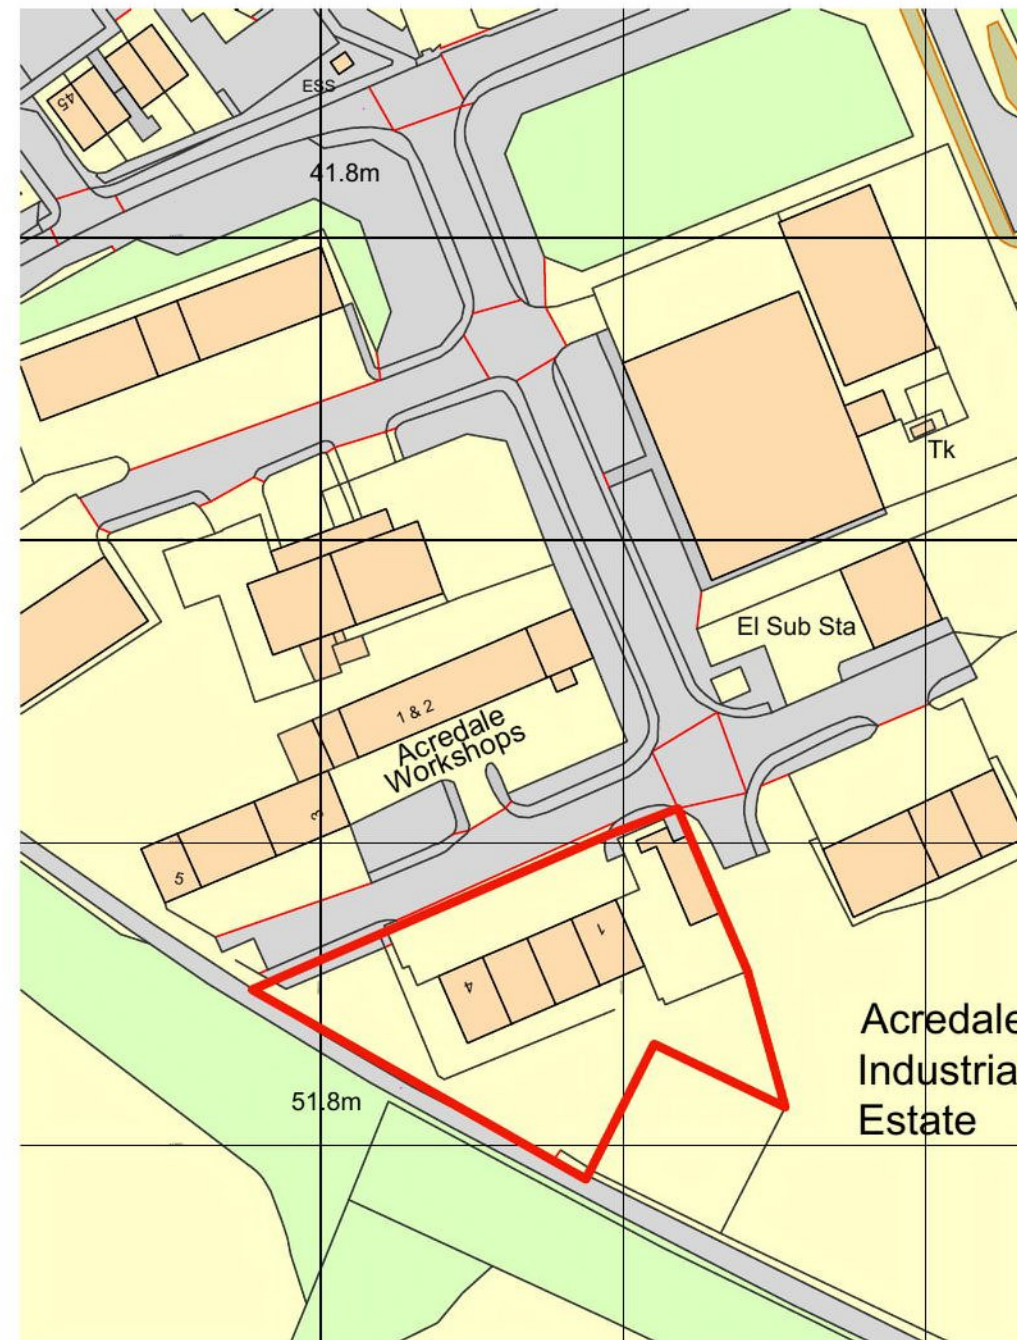 45
ESS
41.8m
Tk
El Sub Sta
1 & 2
Acredale
Workshops
3
5
1
4
Acredale
Industria
Estate
51.8m